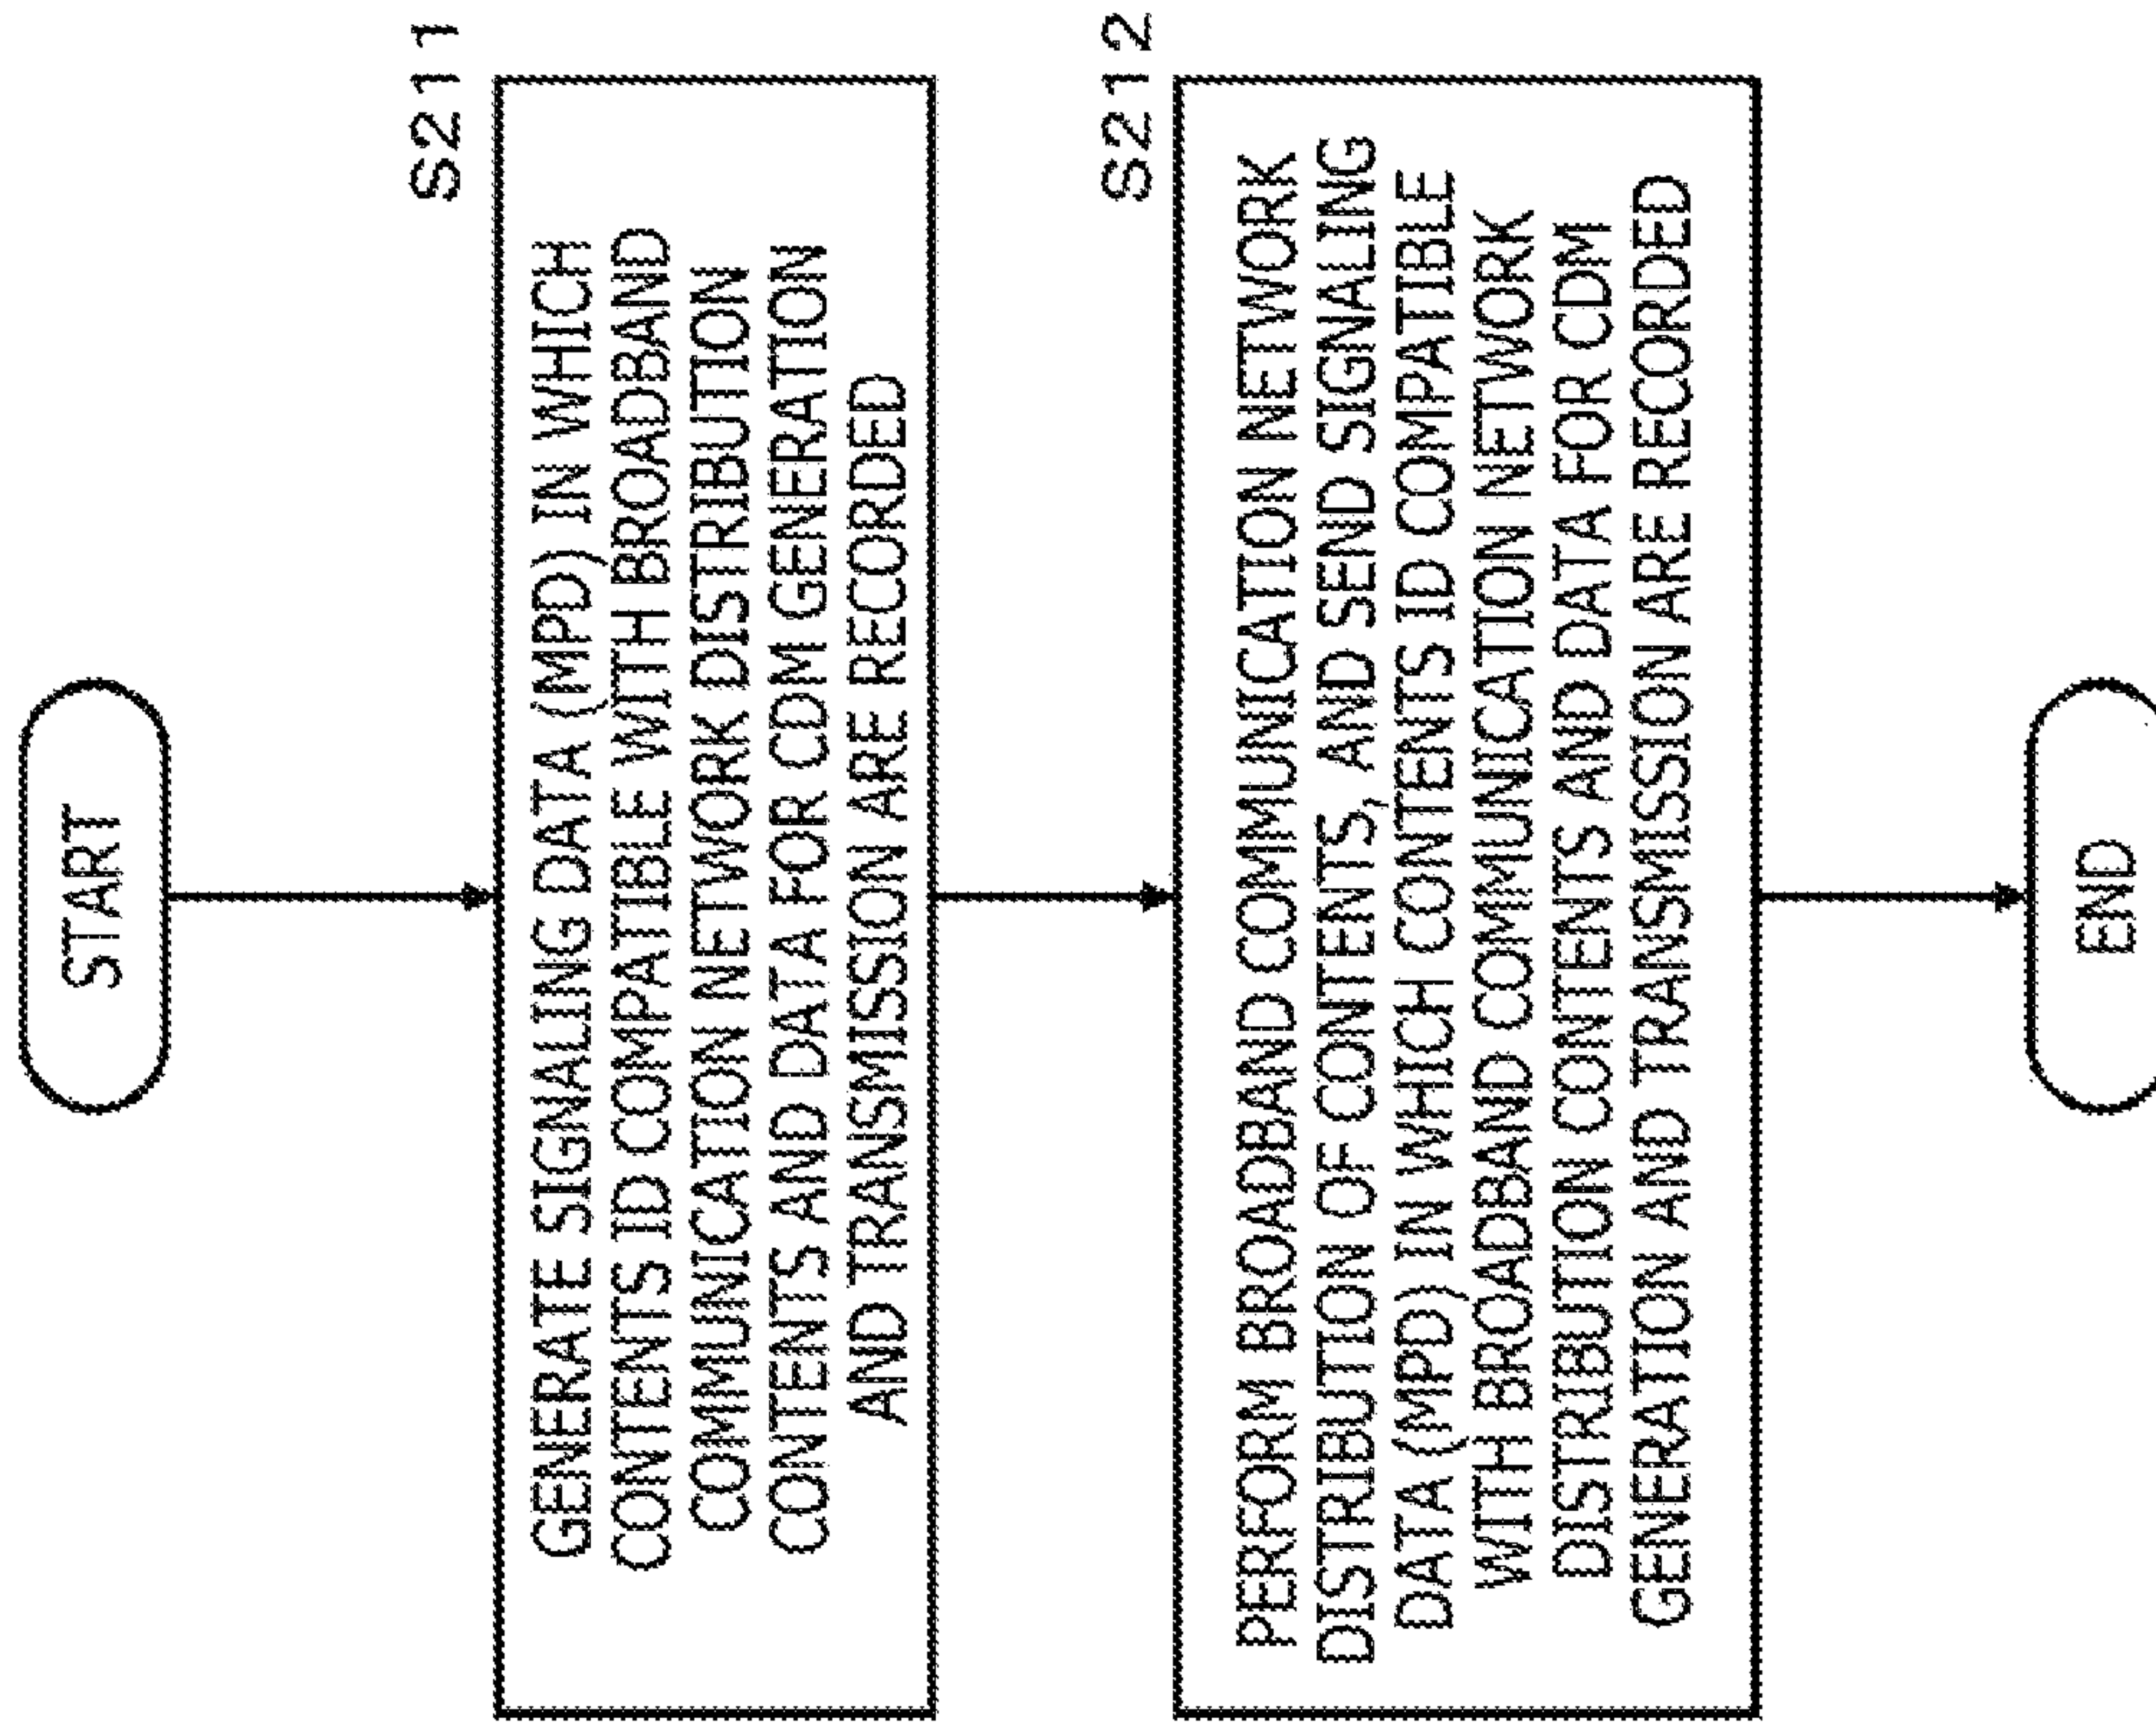 START
S211
GENERATE SIGNALING DATA (MPD) IN WHICH
CONTENTS ID COMPATIBLE WITH BROADBAND
COMMUNICATION NETWORK DISTRIBUTION
CONTENTS AND DATA FOR CDM GENERATION
AND TRANSMISSION ARE RECORDED
S212
PERFORM BROADBAND COMMUNICATION NETWORK
DISTRIBUTION OF CONTENTS, AND SEND SIGNALING
DATA (MPD) IN WHICH CONTENTS ID COMPATIBLE
WITH BROADBAND COMMUNICATION NETWORK
DISTRIBUTION CONTENTS AND DATA FOR CDM
GENERATION AND TRANSMISSION ARE RECORDED
END